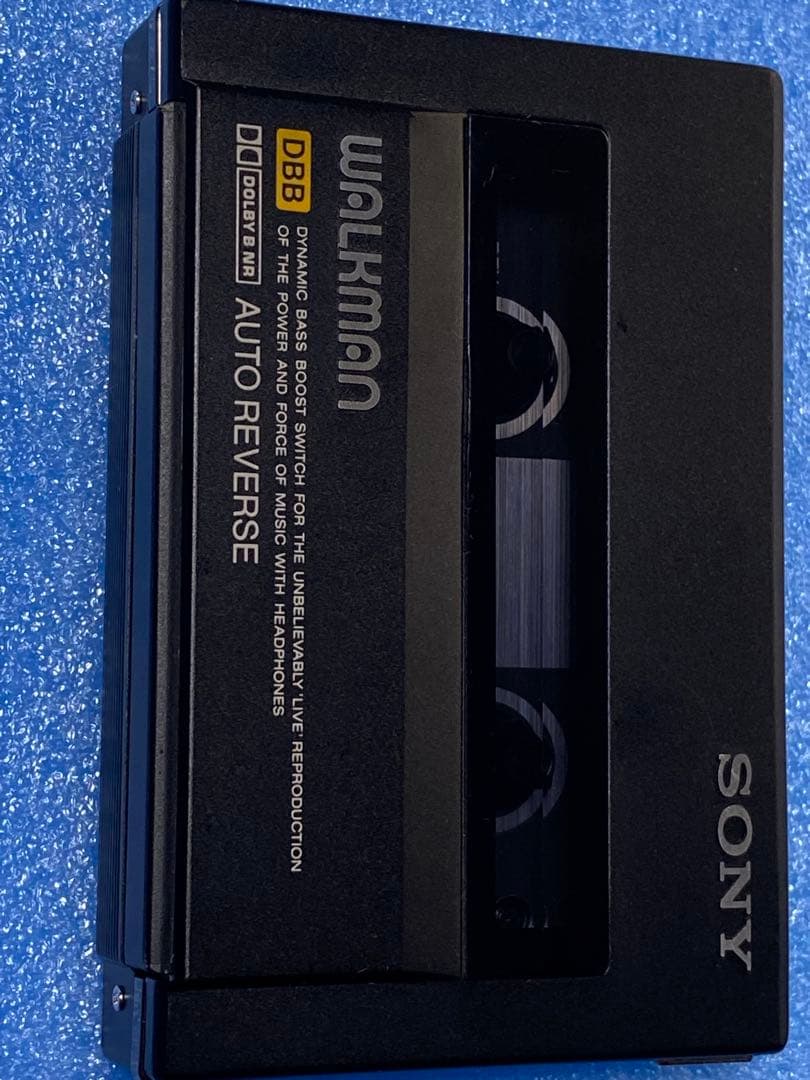 SONY
WALKMAN
DBB DYNAMIC BASS BOOST SWITCH FOR THE UNBELIEVABLY 'LIVE' REPRODUCTION
OF THE POWER AND FORCE OF MUSIC WITH HEADPHONES
DOLBY B NR AUTO REVERSE